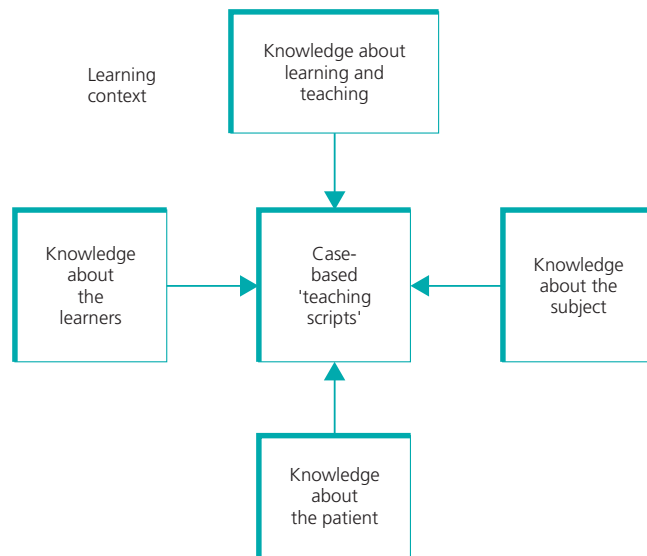 Learning
context
Knowledge about
learning and
teaching
Knowledge
about
the
learners
Case-
based
'teaching
scripts'
Knowledge
about the
subject
Knowledge
about
the patient